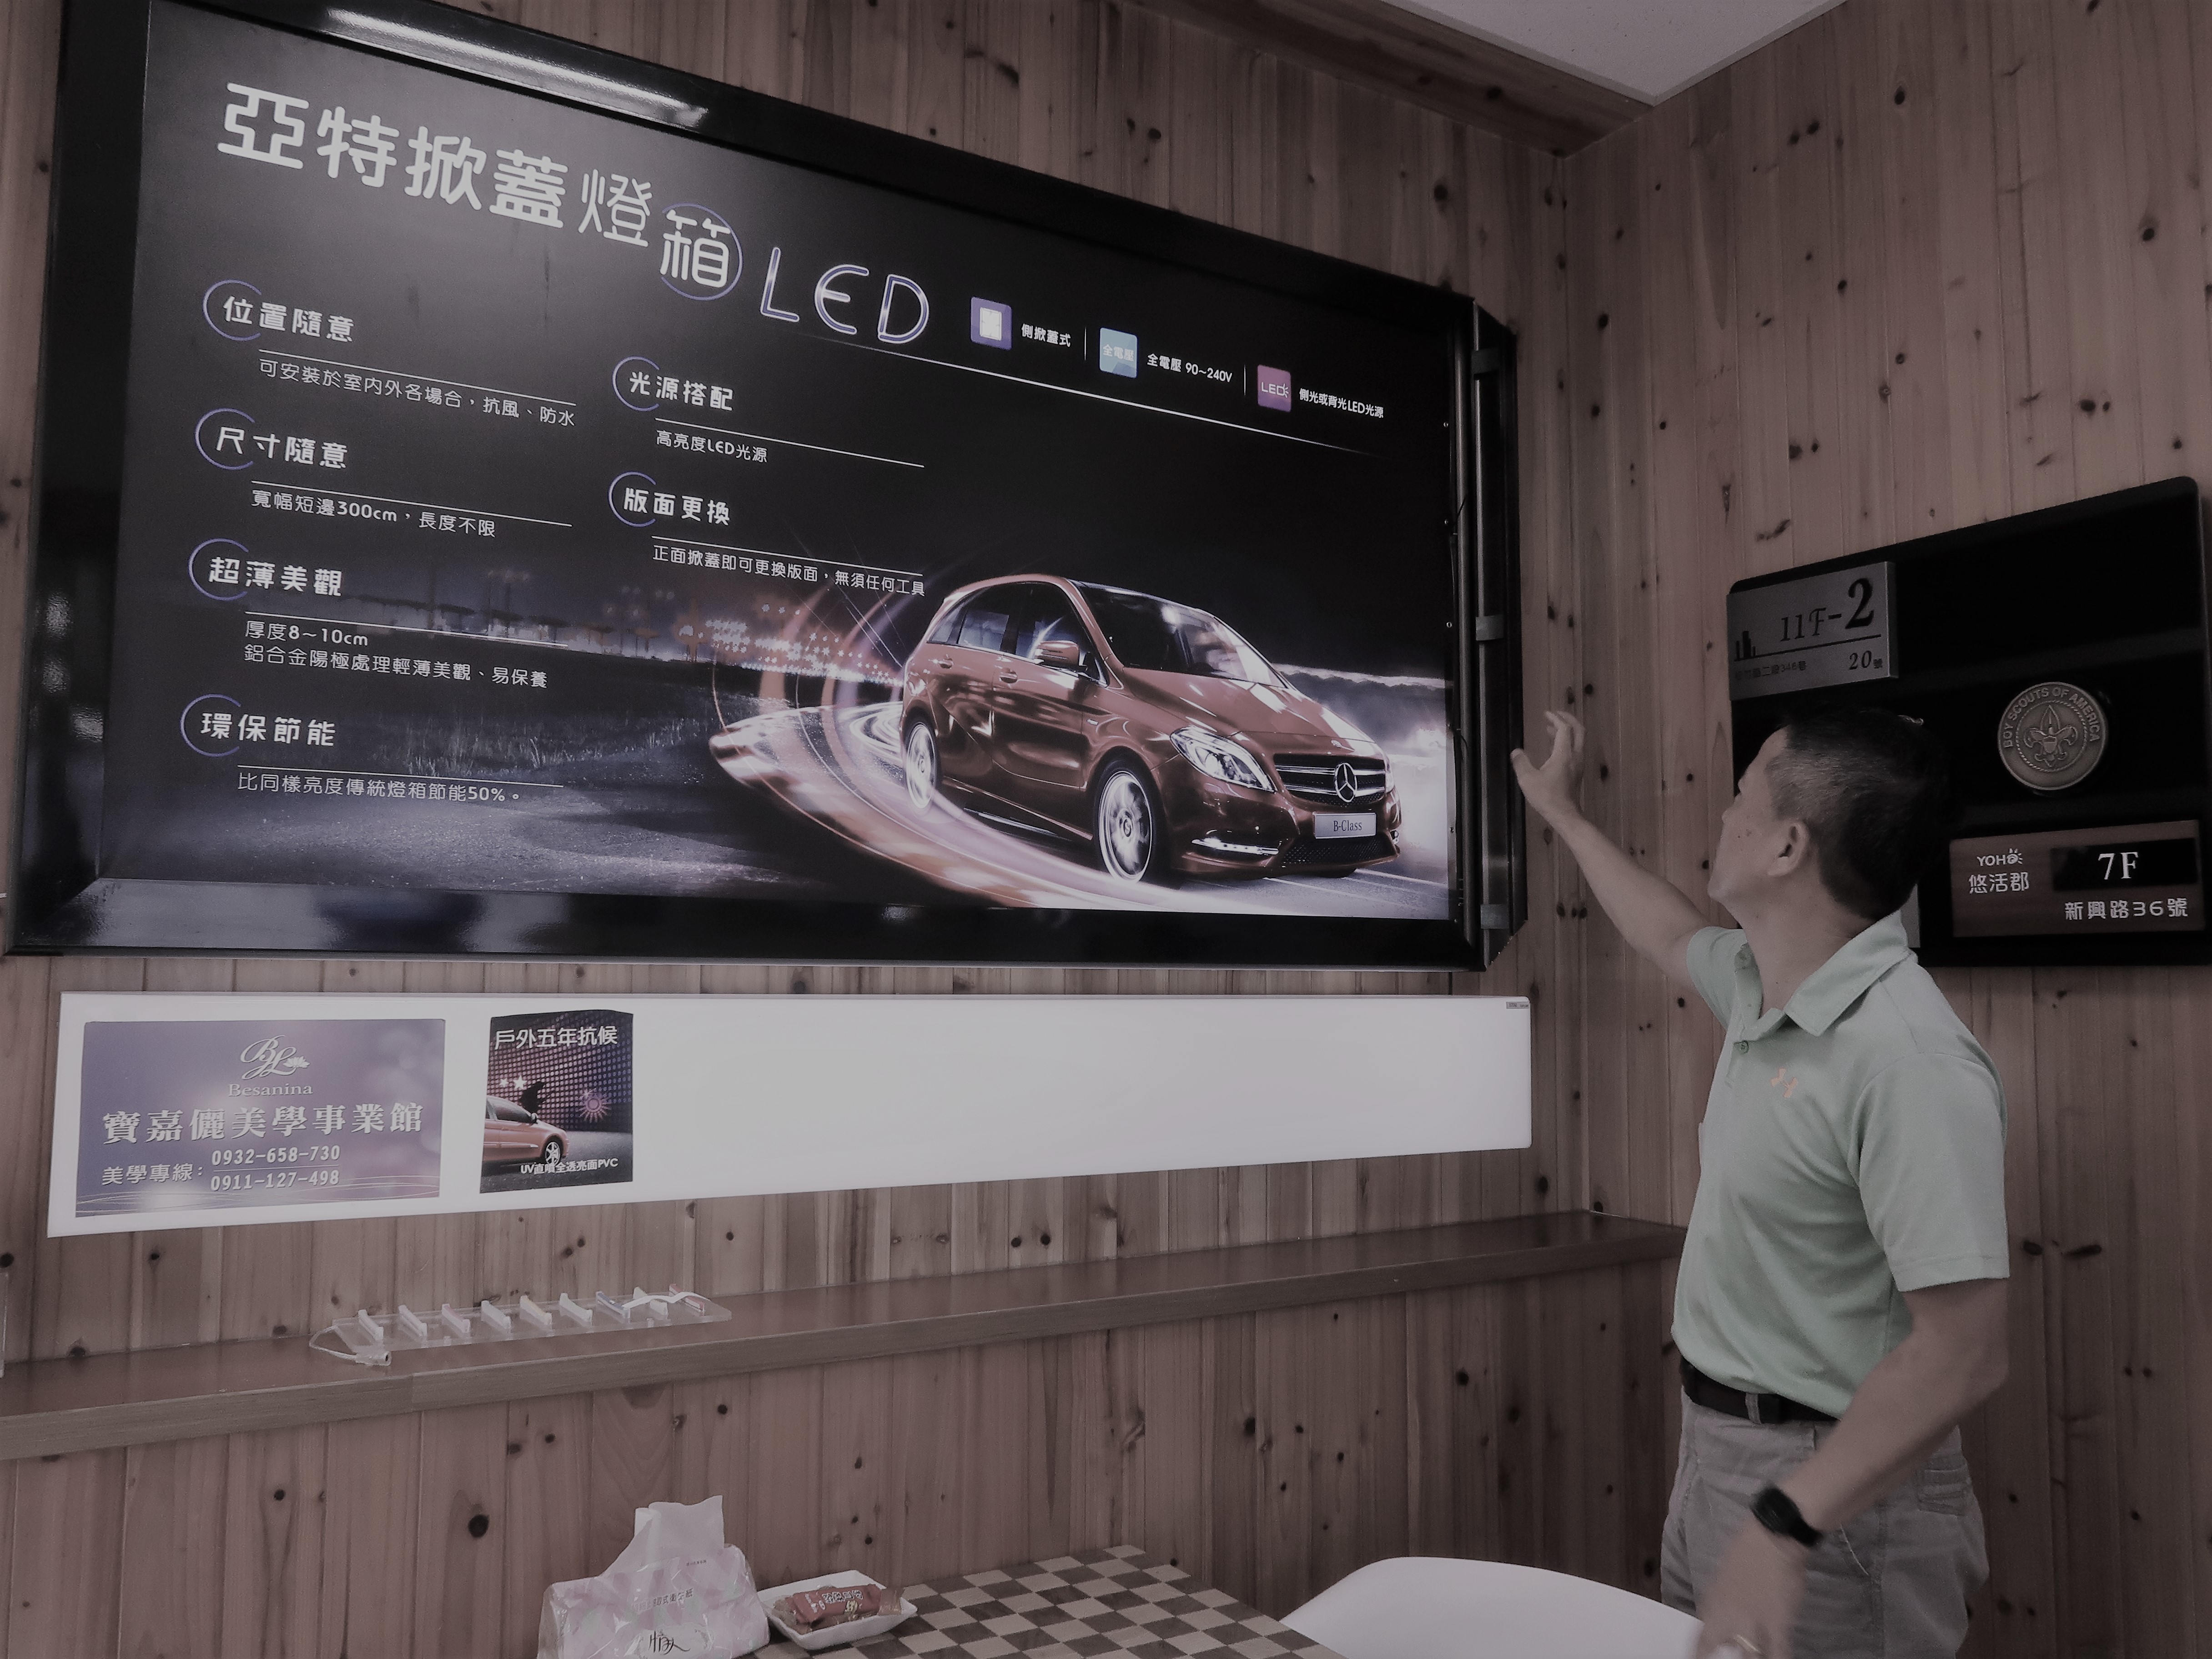 亞特掀蓋燈箱 LED
側掀蓋式
全電壓
全電壓 90~240V
LED
側光或背光LED光源
位置隨意
可安裝於室內外各場合，抗風、防水
尺寸隨意
寬幅短邊300cm，長度不限
超薄美觀
厚度8~10cm
鋁合金陽極處理輕薄美觀、易保養
環保節能
比同樣亮度傳統燈箱節能50%。
光源搭配
高亮度LED光源
版面更換
正面掀蓋即可更換版面，無須任何工具
B-Class
11F-2
20號
BOY SCOUTS OF AMERICA
YOHO
悠活郡
7F
新興路36號
BL
Besanina
寶嘉儷美學事業館
美學專線：
0932-658-730
0911-127-498
戶外五年抗候
UV直噴全透亮面PVC